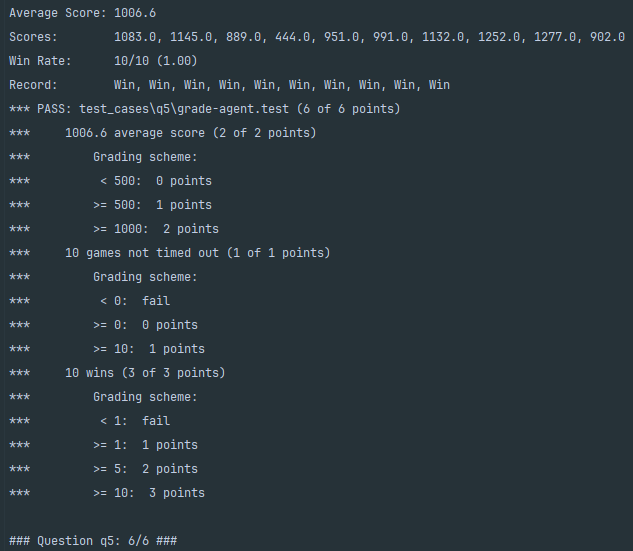 Average Score: 1006.6
Scores:        1083.0, 1145.0, 889.0, 444.0, 951.0, 991.0, 1132.0, 1252.0, 1277.0, 902.0
Win Rate:      10/10 (1.00)
Record:        Win, Win, Win, Win, Win, Win, Win, Win, Win, Win
*** PASS: test_cases\q5\grade-agent.test (6 of 6 points)
***     1006.6 average score (2 of 2 points)
***         Grading scheme:
***          < 500:  0 points
***         >= 500:  1 points
***         >= 1000:  2 points
***     10 games not timed out (1 of 1 points)
***         Grading scheme:
***          < 0:  fail
***         >= 0:  0 points
***         >= 10:  1 points
***     10 wins (3 of 3 points)
***         Grading scheme:
***          < 1:  fail
***         >= 1:  1 points
***         >= 5:  2 points
***         >= 10:  3 points
### Question q5: 6/6 ###